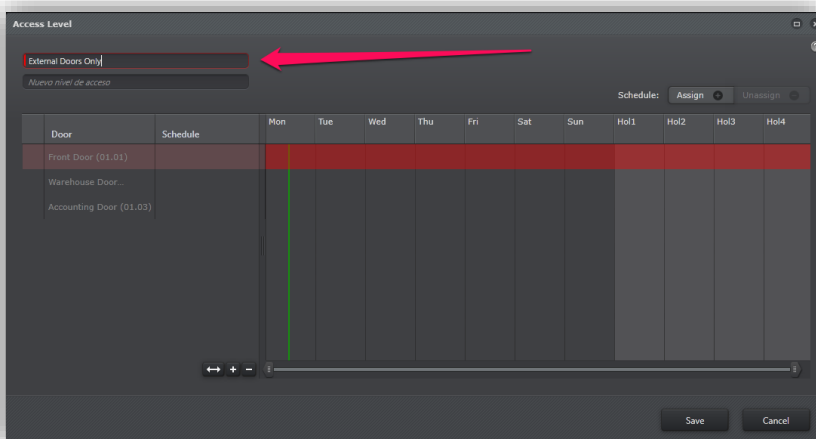 Access Level
External Doors Only
Nuevo nivel de acceso
Schedule: Assign Unassign
Door Schedule Mon Tue Wed Thu Fri Sat Sun Hol1 Hol2 Hol3 Hol4
Front Door (01.01)
Warehouse Door...
Accounting Door (01.03)
Save Cancel